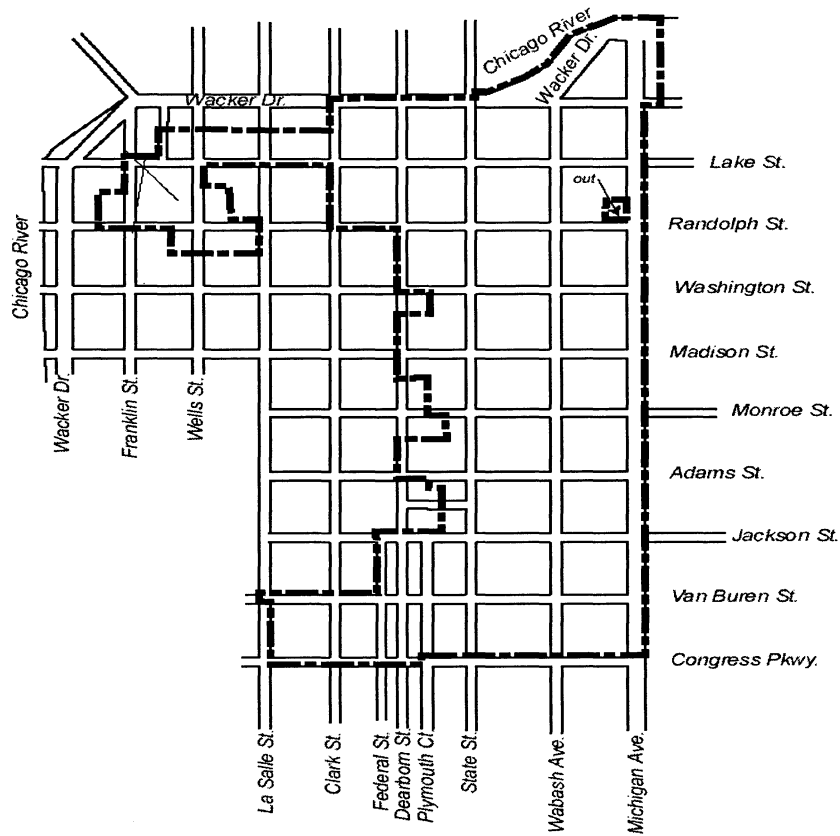 Chicago River
Wacker Dr.
Wacker Dr.
Lake St.
out
Randolph St.
Chicago River
Washington St.
Madison St.
Wacker Dr.
Franklin St.
Wells St.
Monroe St.
Adams St.
Jackson St.
Van Buren St.
Congress Pkwy.
La Salle St.
Clark St.
Federal St.
Dearborn St.
Plymouth Ct
State St.
Wabash Ave.
Michigan Ave.